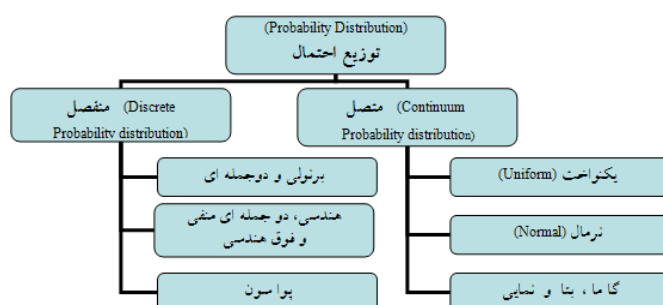 (Probability Distribution)
توزیع احتمال
منفصل (Discrete
Probability distribution)
متصل (Continuum
Probability distribution)
برنولی و دوجمله ای
هندسی، دو جمله ای منفی
و فوق هندسی
پوا سون
یکنواخت (Uniform)
نرمال (Normal)
گا ما ، بتا و نمایی